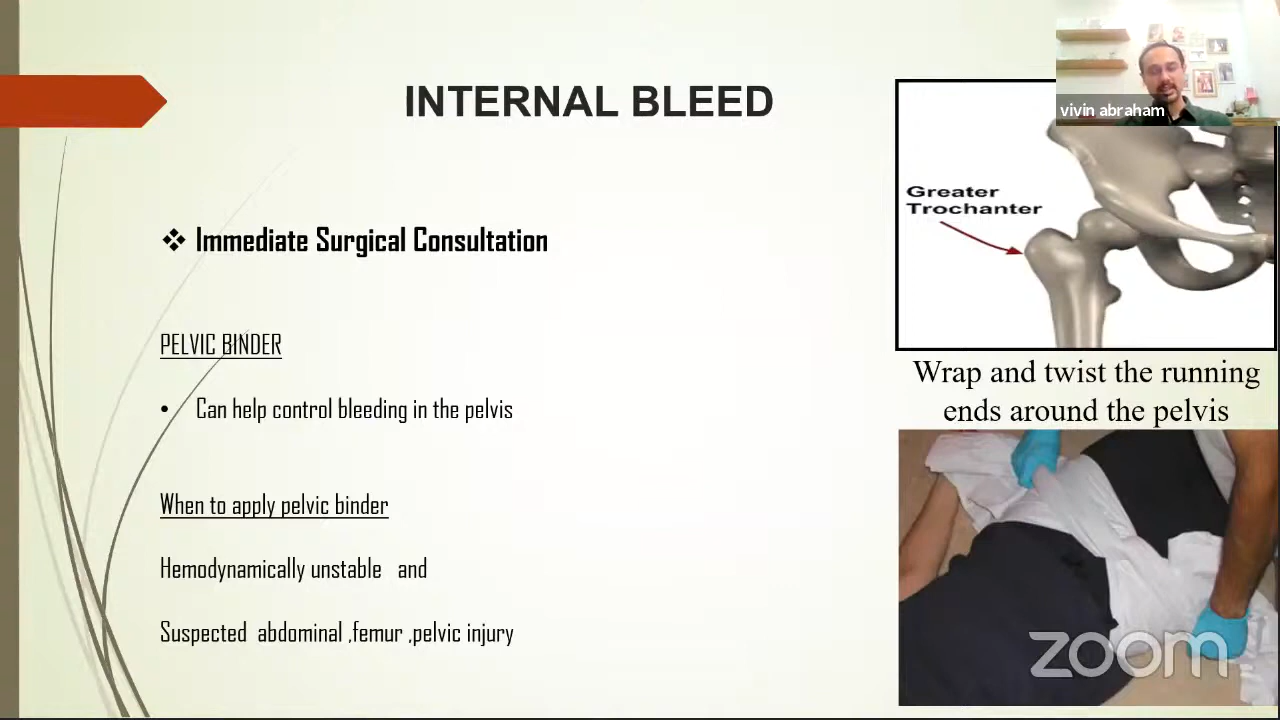 INTERNAL BLEED
vivin abraham
❖ Immediate Surgical Consultation
Greater
Trochanter
PELVIC BINDER
• Can help control bleeding in the pelvis
Wrap and twist the running
ends around the pelvis
When to apply pelvic binder
Hemodynamically unstable and
Suspected abdominal ,femur ,pelvic injury
zoom